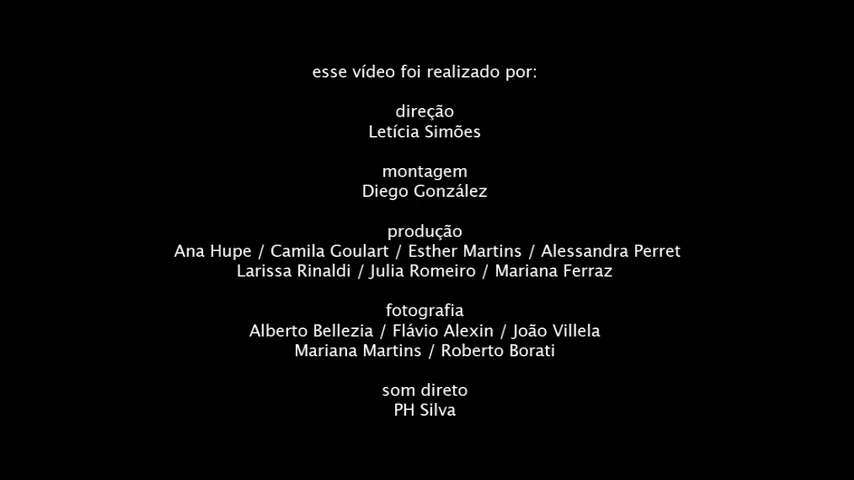 esse vídeo foi realizado por:
direção
Letícia Simões
montagem
Diego González
produção
Ana Hupe / Camila Goulart / Esther Martins / Alessandra Perret
Larissa Rinaldi / Julia Romeiro / Mariana Ferraz
fotografia
Alberto Bellezia / Flávio Alexin / João Villela
Mariana Martins / Roberto Borati
som direto
PH Silva